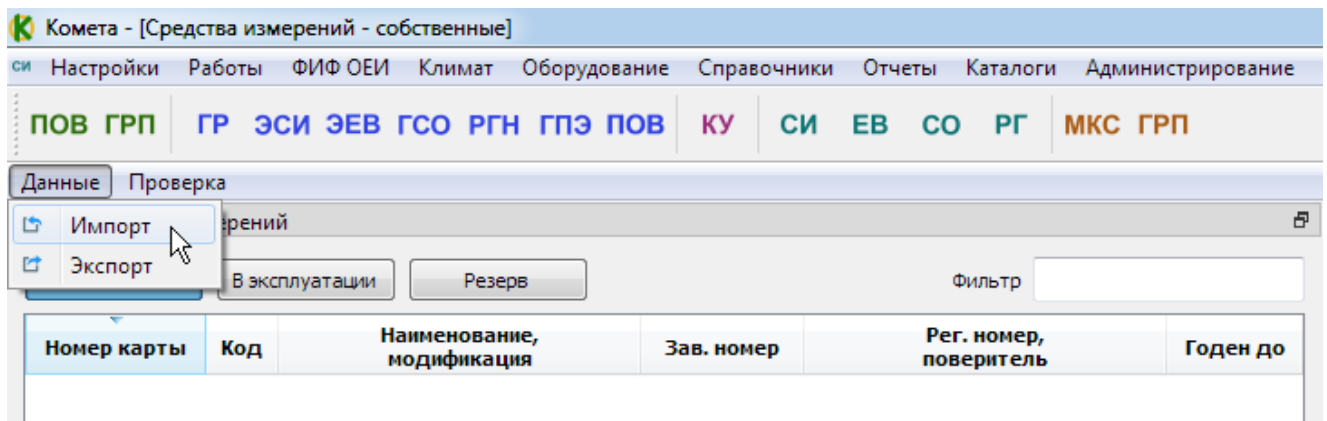 Комета - [Средства измерений - собственные]
СИ Настройки Работы ФИФ ОЕИ Климат Оборудование Справочники Отчеты Каталоги Администрирование
ПОВ ГРП ГР ЭСИ ЭЕВ ГСО РГН ГПЭ ПОВ КУ СИ ЕВ СО РГ МКС ГРП
Данные Проверка
Импорт
Экспорт
ерений
В эксплуатации Резерв Фильтр
Номер карты Код Наименование, модификация Зав. номер Рег. номер, поверитель Годен до